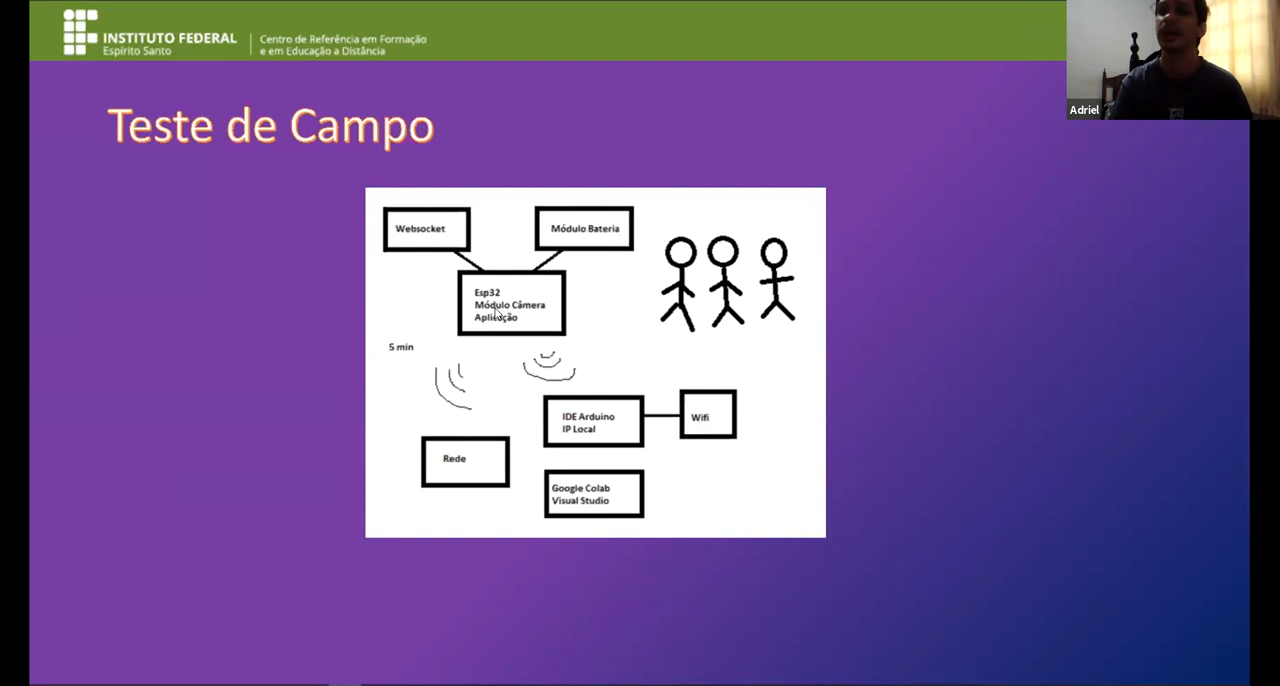 INSTITUTO FEDERAL
Espírito Santo
Centro de Referência em Formação
e em Educação a Distância
Adriel
Teste de Campo
Websocket
Módulo Bateria
Esp32
Módulo Câmera
Aplicação
5 min
IDE Arduino
IP Local
Wifi
Rede
Google Colab
Visual Studio